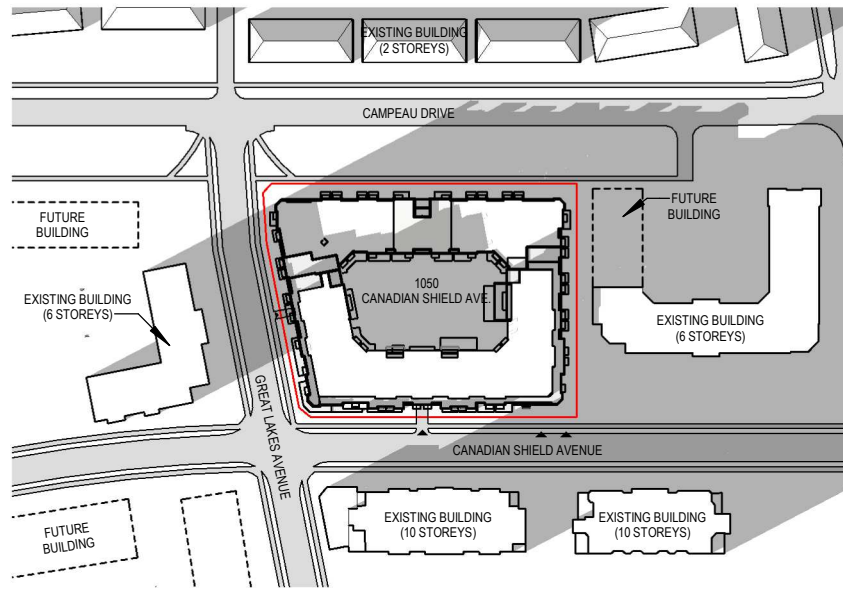 EXISTING BUILDING
(2 STOREYS)
CAMPEAU DRIVE
FUTURE
BUILDING
FUTURE
BUILDING
EXISTING BUILDING
(6 STOREYS)
1050
CANADIAN SHIELD AVE.
EXISTING BUILDING
(6 STOREYS)
GREAT LAKES AVENUE
CANADIAN SHIELD AVENUE
FUTURE
BUILDING
EXISTING BUILDING
(10 STOREYS)
EXISTING BUILDING
(10 STOREYS)